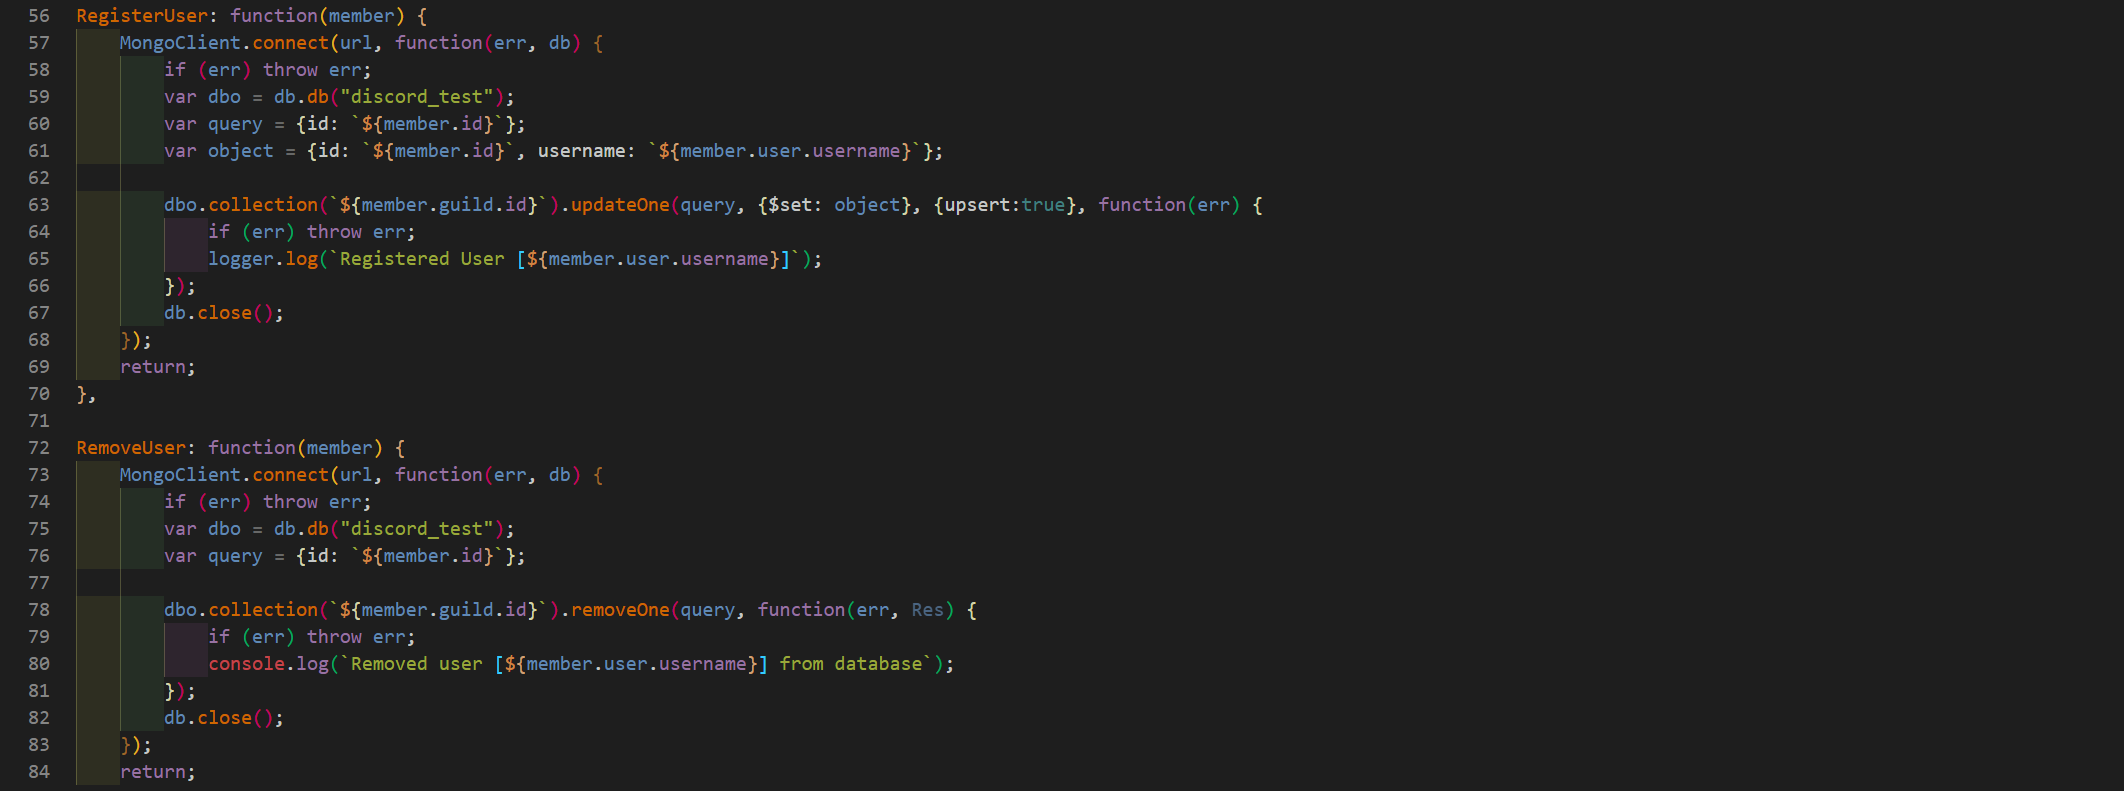 56 RegisterUser: function(member) {
57     MongoClient.connect(url, function(err, db) {
58         if (err) throw err;
59         var dbo = db.db("discord_test");
60         var query = {id: `${member.id}`};
61         var object = {id: `${member.id}`, username: `${member.user.username}`};
62
63         dbo.collection(`${member.guild.id}`).updateOne(query, {$set: object}, {upsert:true}, function(err) {
64             if (err) throw err;
65             logger.log(`Registered User [${member.user.username}]`);
66         });
67         db.close();
68     });
69     return;
70 },
71
72 RemoveUser: function(member) {
73     MongoClient.connect(url, function(err, db) {
74         if (err) throw err;
75         var dbo = db.db("discord_test");
76         var query = {id: `${member.id}`};
77
78         dbo.collection(`${member.guild.id}`).removeOne(query, function(err, Res) {
79             if (err) throw err;
80             console.log(`Removed user [${member.user.username}] from database`);
81         });
82         db.close();
83     });
84     return;